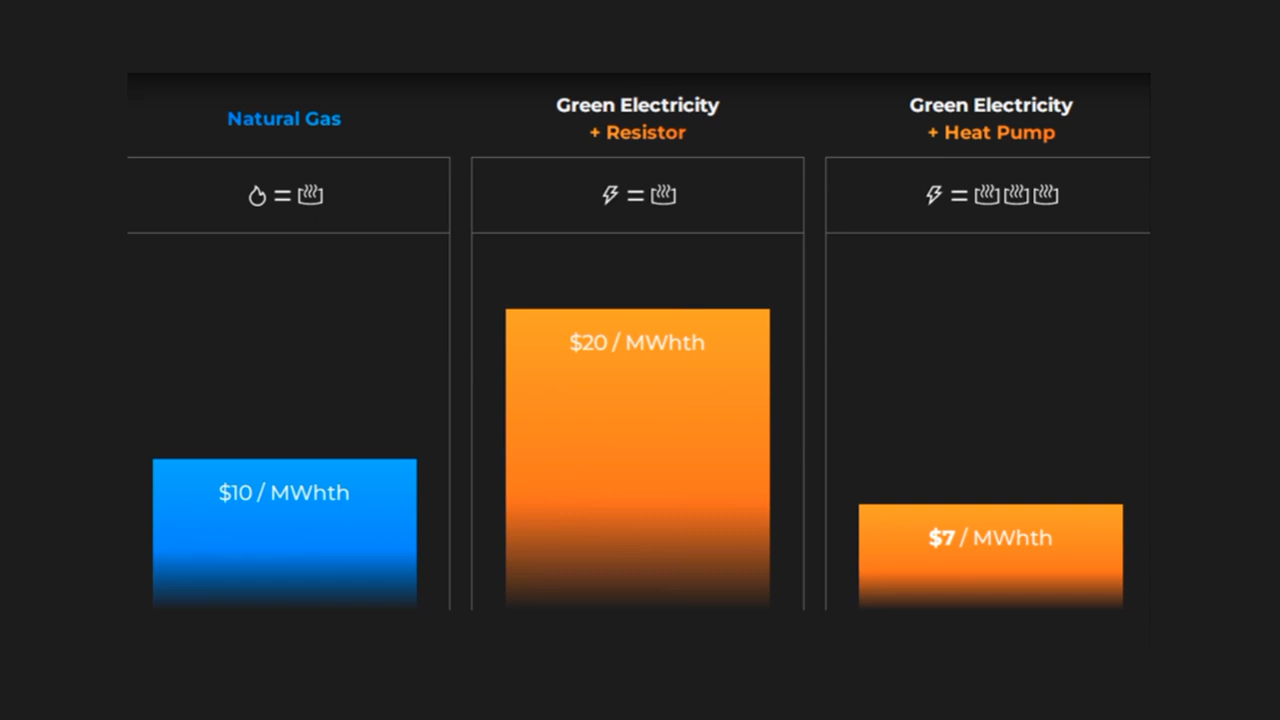 Natural Gas
Green Electricity
+ Resistor
Green Electricity
+ Heat Pump
=
=
=
$10 / MWhth
$20 / MWhth
$7 / MWhth